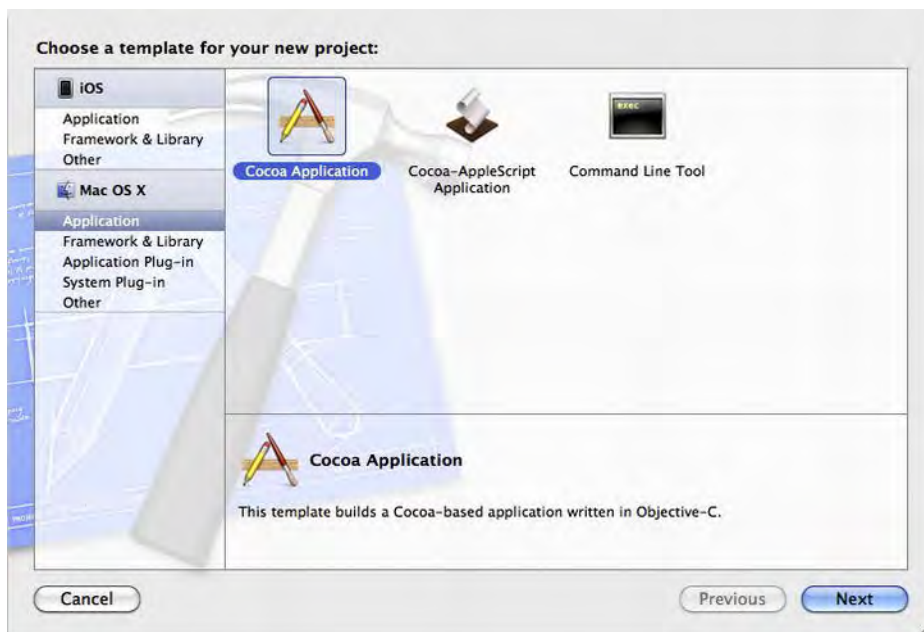 Choose a template for your new project:
iOS
Application
Framework & Library
Other
Mac OS X
Application
Framework & Library
Application Plug-in
System Plug-in
Other
Cocoa Application
Cocoa-AppleScript
Application
exec
Command Line Tool
Cocoa Application
This template builds a Cocoa-based application written in Objective-C.
Cancel
Previous
Next